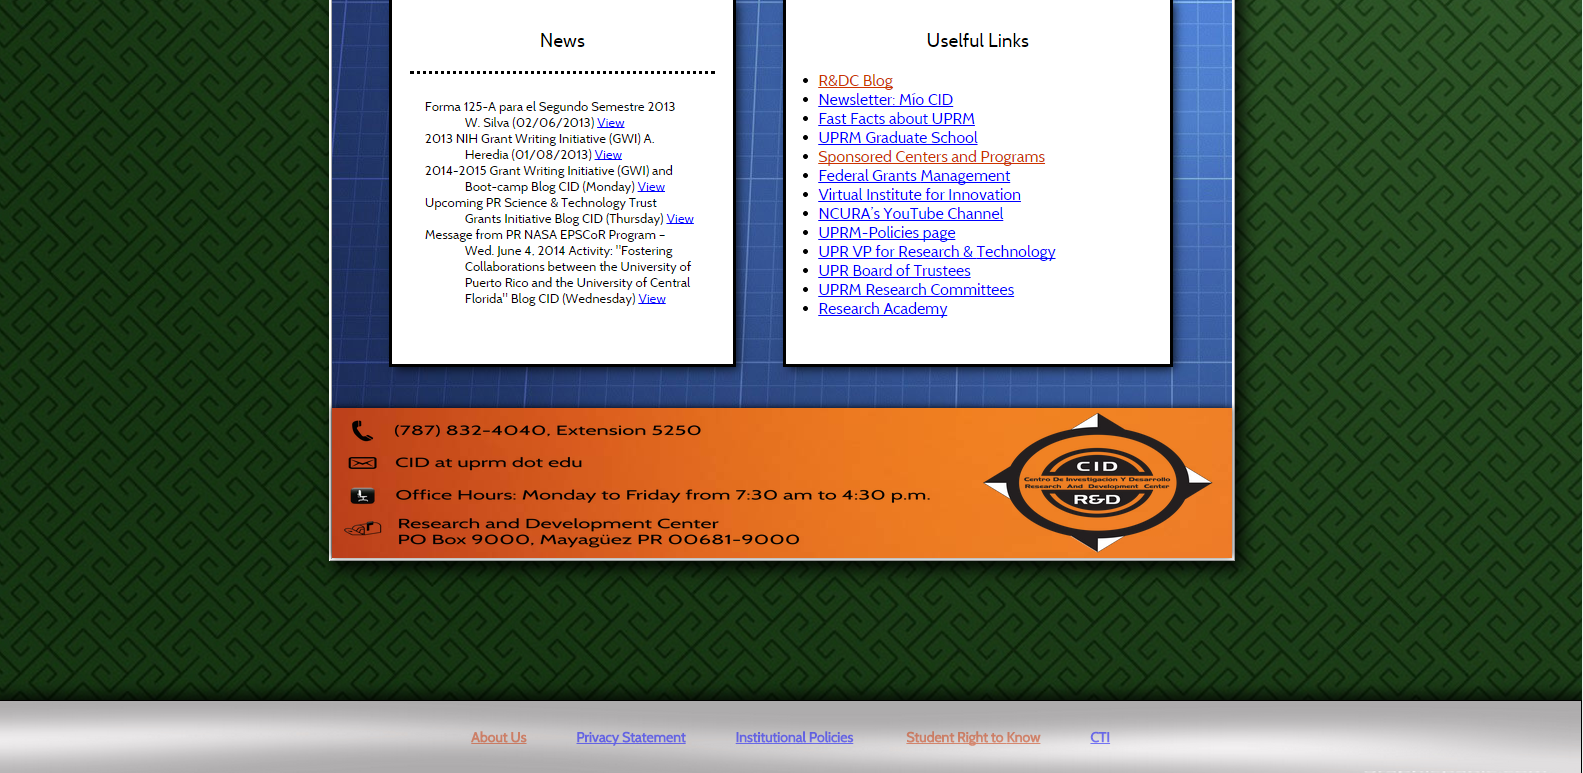 News
Forma 125-A para el Segundo Semestre 2013
W. Silva (02/06/2013) View
2013 NIH Grant Writing Initiative (GWI) A.
Heredia (01/08/2013) View
2014-2015 Grant Writing Initiative (GWI) and
Boot-camp Blog CID (Monday) View
Upcoming PR Science & Technology Trust
Grants Initiative Blog CID (Thursday) View
Message from PR NASA EPSCoR Program –
Wed. June 4, 2014 Activity: "Fostering
Collaborations between the University of
Puerto Rico and the University of Central
Florida" Blog CID (Wednesday) View
Uselful Links
R&DC Blog
Newsletter: Mío CID
Fast Facts about UPRM
UPRM Graduate School
Sponsored Centers and Programs
Federal Grants Management
Virtual Institute for Innovation
NCURA's YouTube Channel
UPRM-Policies page
UPR VP for Research & Technology
UPR Board of Trustees
UPRM Research Committees
Research Academy
(787) 832-4040, Extension 5250
CID at uprm dot edu
Office Hours: Monday to Friday from 7:30 am to 4:30 p.m.
Research and Development Center
PO Box 9000, Mayagüez PR 00681-9000
CID
Centro De Investigación Y Desarrollo
Research And Development Center
R&D
About Us Privacy Statement Institutional Policies Student Right to Know CTI